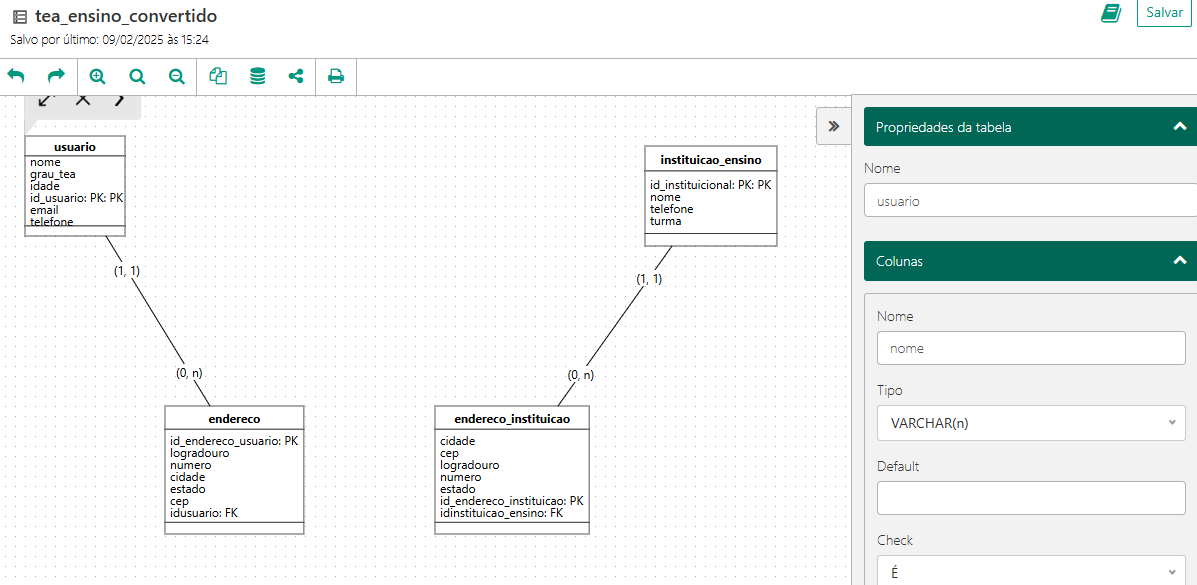 tea_ensino_convertido
Salvo por último: 09/02/2025 às 15:24
Salvar
usuario
nome
grau_tea
idade
id_usuario: PK: PK
email
telefone
(1, 1)
(0, n)
endereco
id_endereco_usuario: PK
logradouro
numero
cidade
estado
cep
idusuario: FK
instituicao_ensino
id_instituicional: PK: PK
nome
telefone
turma
(1, 1)
(0, n)
endereco_instituicao
cidade
cep
logradouro
numero
estado
id_endereco_instituicao: PK
idinstituicao_ensino: FK
Propriedades da tabela
Nome
usuario
Colunas
Nome
nome
Tipo
VARCHAR(n)
Default
Check
É